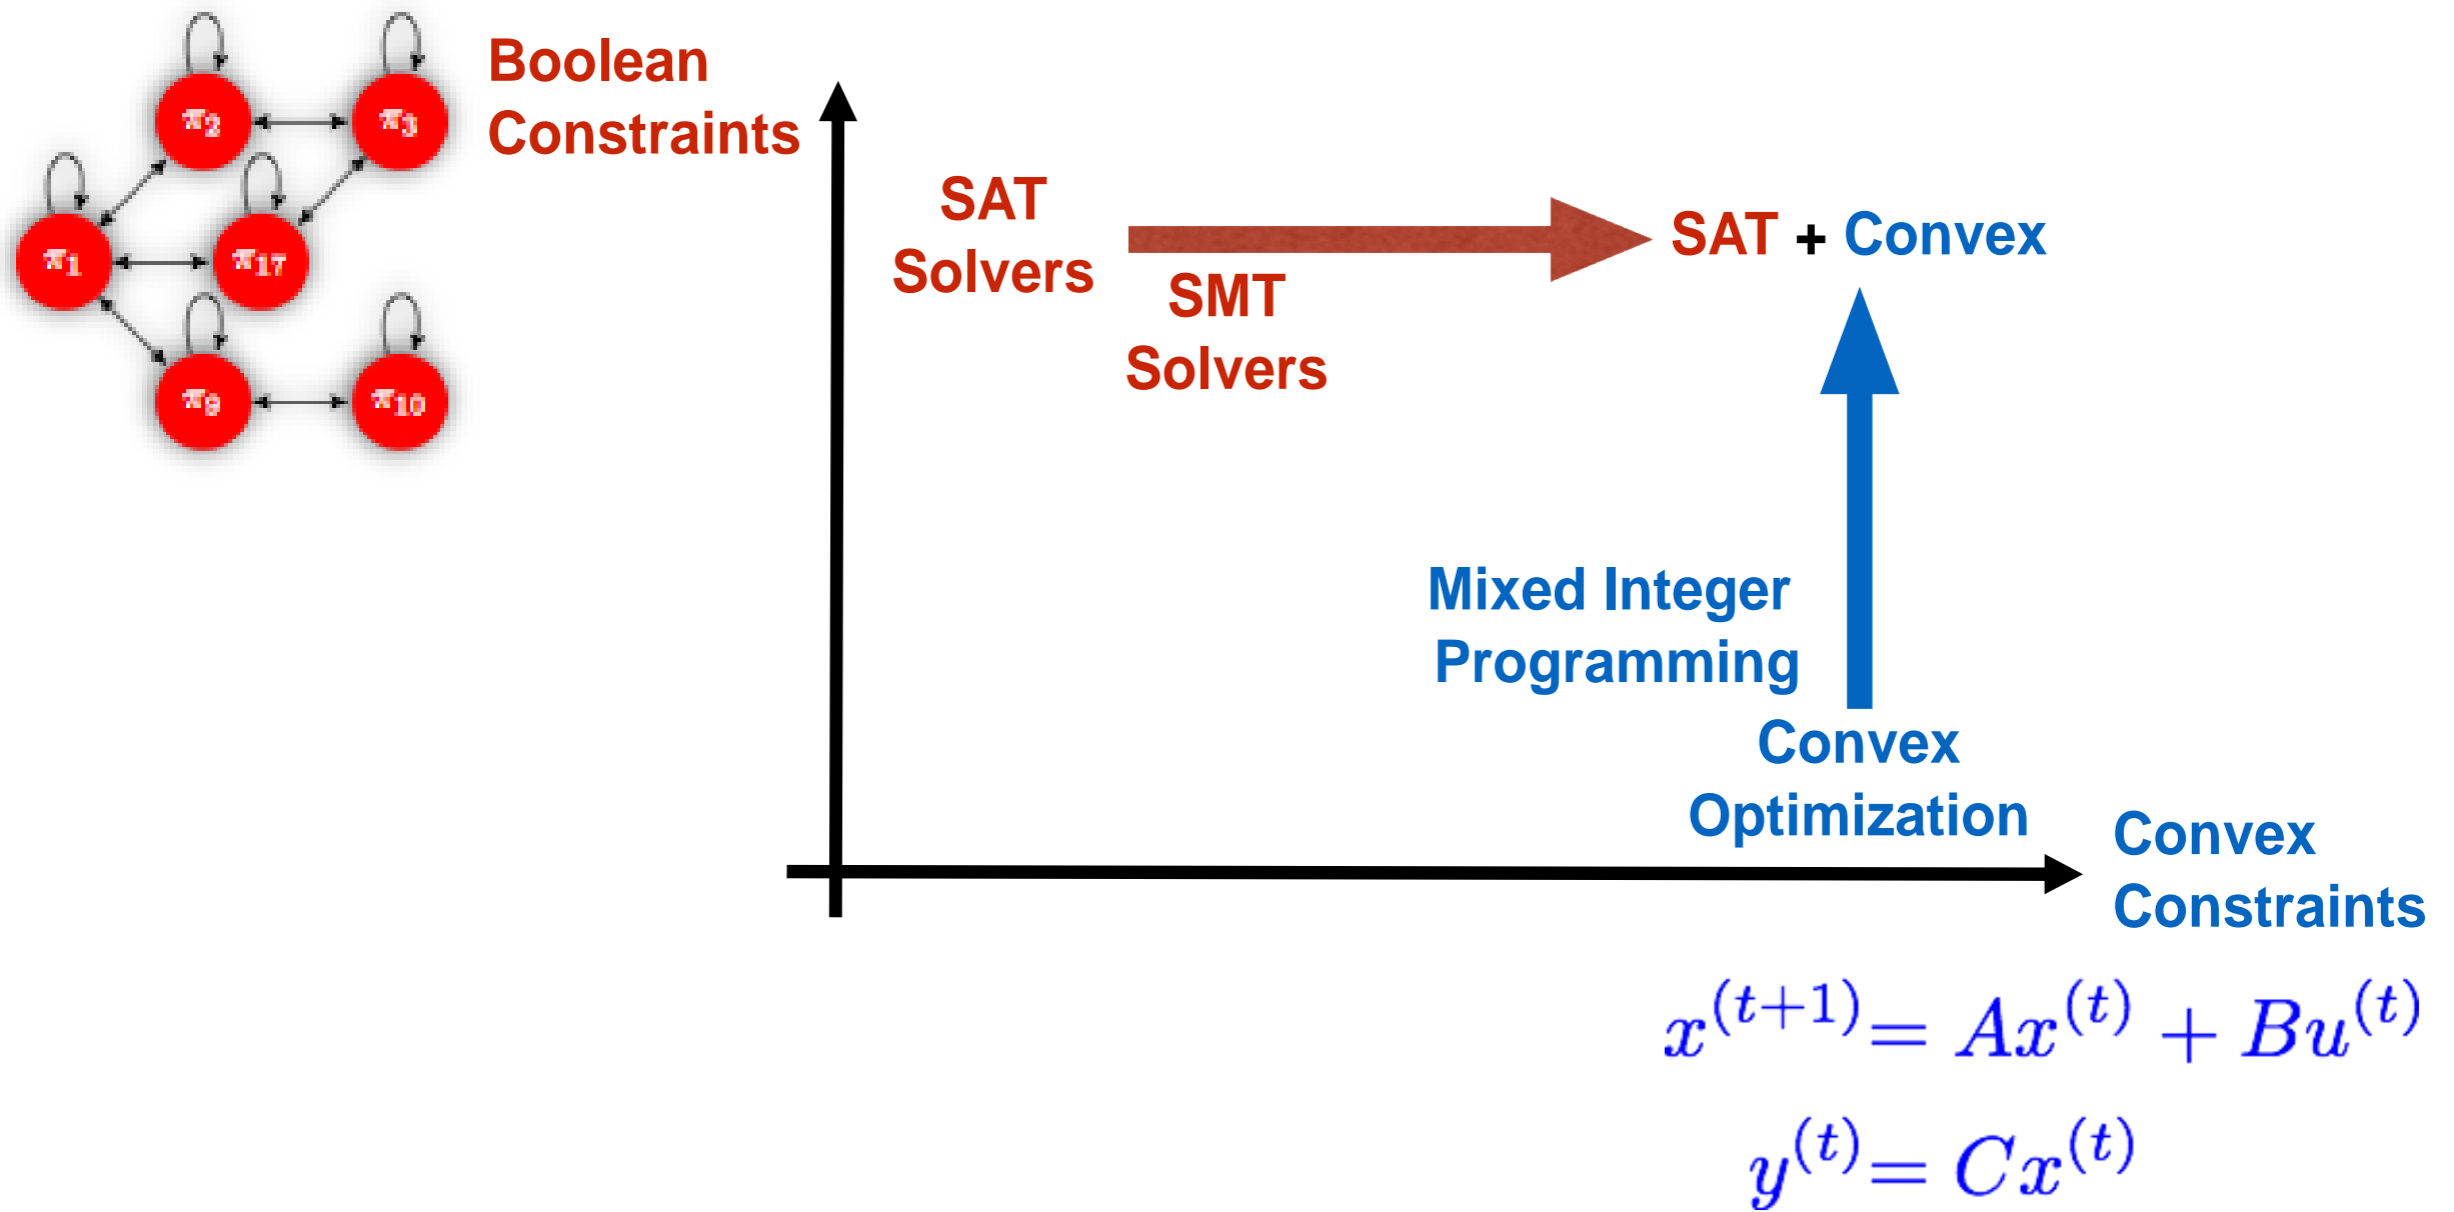 π2
π3
π1
π17
π9
π10
Boolean
Constraints
SAT
Solvers
SMT
Solvers
SAT + Convex
Mixed Integer
Programming
Convex
Optimization
Convex
Constraints
x^(t+1) = Ax^(t) + Bu^(t)
y^(t) = Cx^(t)